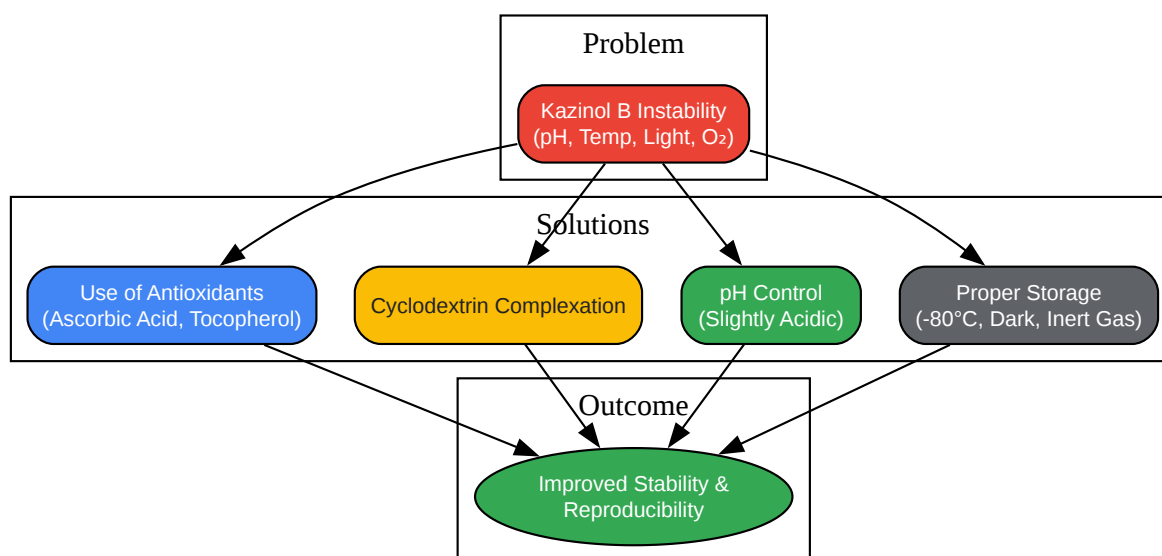 Problem
Kazinol B Instability
(pH, Temp, Light, O₂)
Solutions
Use of Antioxidants
(Ascorbic Acid, Tocopherol)
Cyclodextrin Complexation
pH Control
(Slightly Acidic)
Proper Storage
(-80°C, Dark, Inert Gas)
Outcome
Improved Stability &
Reproducibility